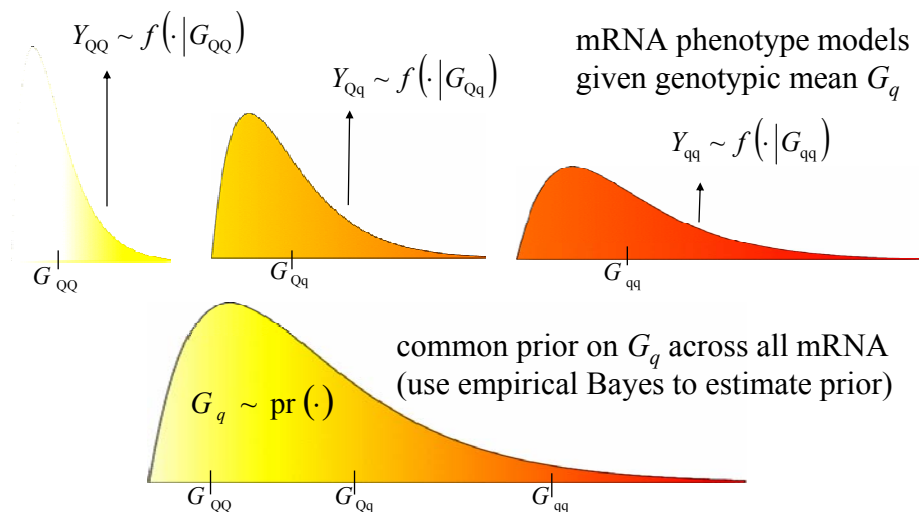 Y_QQ ~ f(·|G_QQ)
Y_Qq ~ f(·|G_Qq)
mRNA phenotype models
given genotypic mean G_q
Y_qq ~ f(·|G_qq)
G_QQ
G_Qq
G_qq
common prior on G_q across all mRNA
(use empirical Bayes to estimate prior)
G_q ~ pr(·)
G_QQ
G_Qq
G_qq